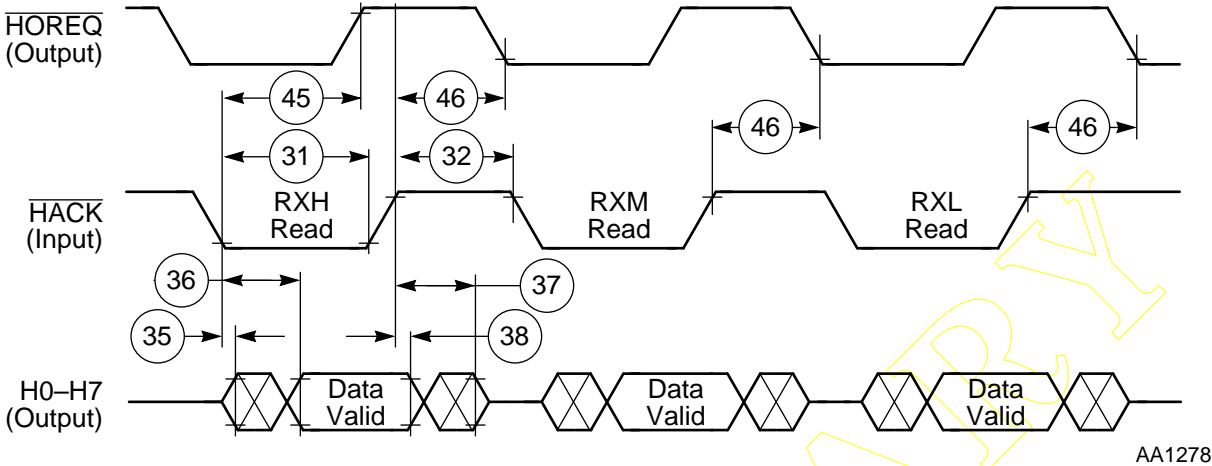 HOREQ
(Output)
45
46
46
46
31
32
HACK
(Input)
RXH
Read
RXM
Read
RXL
Read
36
37
35
38
H0–H7
(Output)
Data
Valid
Data
Valid
Data
Valid
AA1278